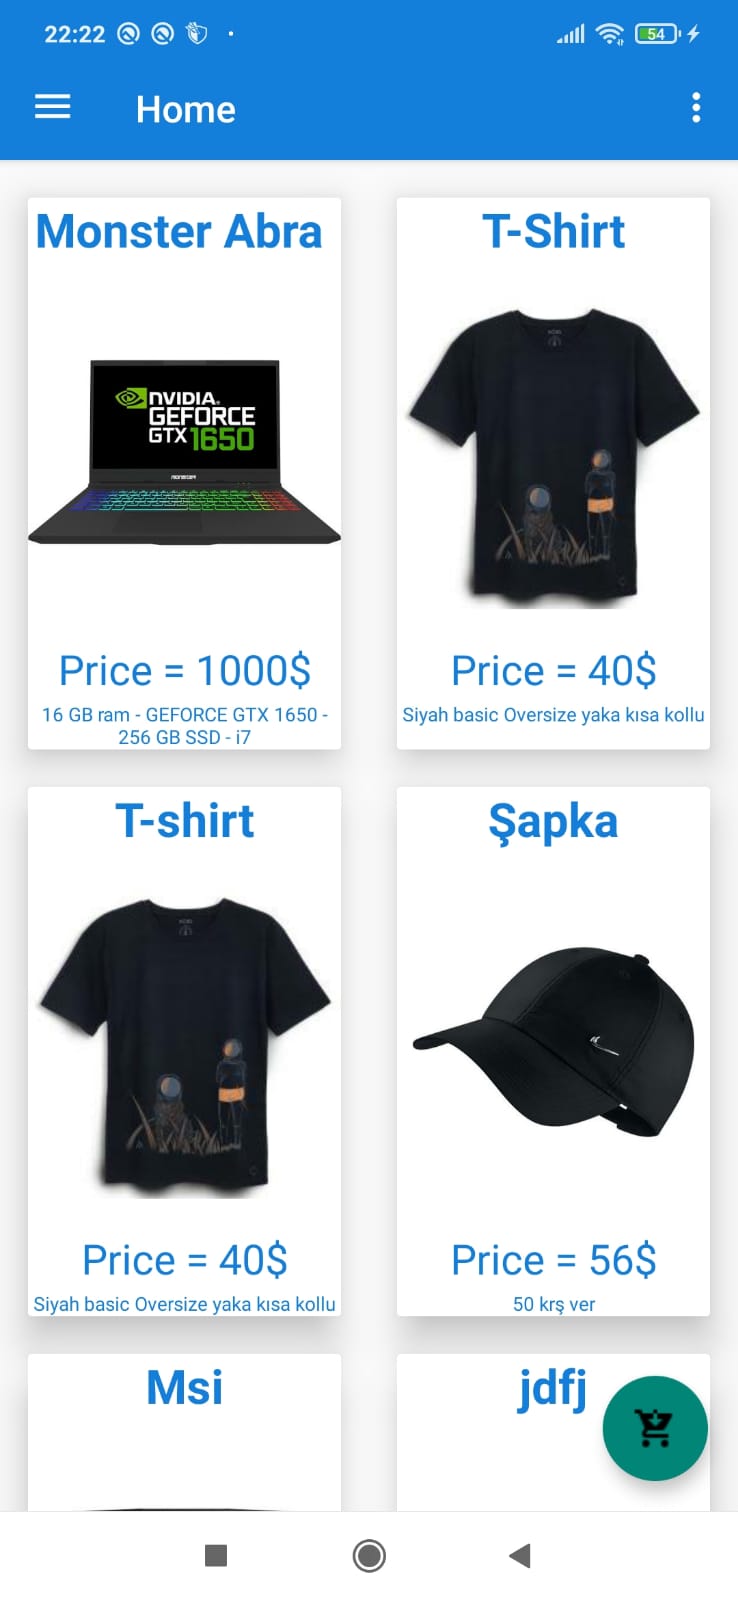 22:22
54
Home
Monster Abra
T-Shirt
NVIDIA.
GEFORCE
GTX 1650
MONSTER
Price = 1000$
16 GB ram - GEFORCE GTX 1650 -
256 GB SSD - i7
Price = 40$
Siyah basic Oversize yaka kısa kollu
T-shirt
Şapka
Price = 40$
Siyah basic Oversize yaka kısa kollu
Price = 56$
50 krş ver
Msi
jdfj